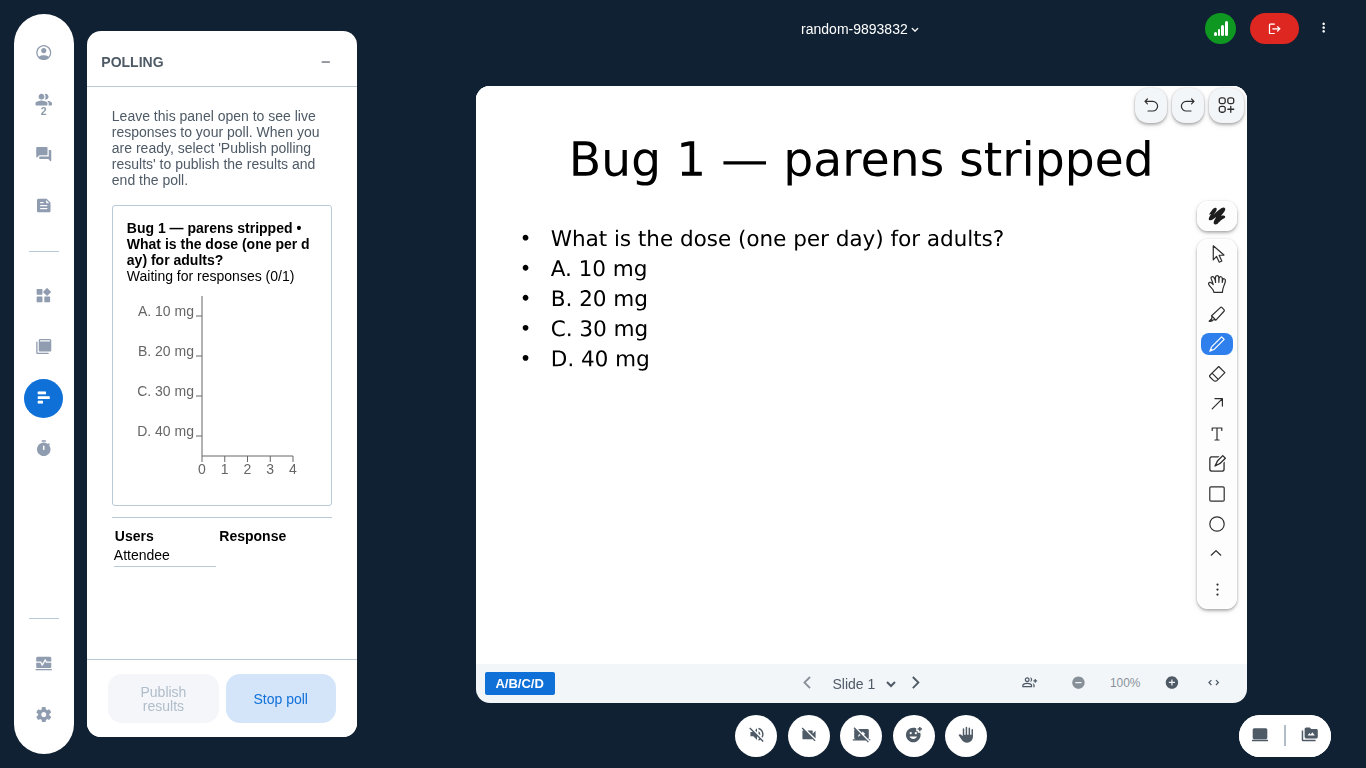 random-9893832
2
POLLING
Leave this panel open to see live
responses to your poll. When you
are ready, select 'Publish polling
results' to publish the results and
end the poll.
Bug 1 — parens stripped •
What is the dose (one per d
ay) for adults?
Waiting for responses (0/1)
A. 10 mg
B. 20 mg
C. 30 mg
D. 40 mg
0 1 2 3 4
Users Response
Attendee
Publish
results
Stop poll
Bug 1 — parens stripped
• What is the dose (one per day) for adults?
• A. 10 mg
• B. 20 mg
• C. 30 mg
• D. 40 mg
A/B/C/D
Slide 1
100%